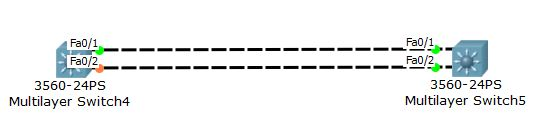 Fa0/1 Fa0/1
Fa0/2 Fa0/2
3560-24PS 3560-24PS
Multilayer Switch4 Multilayer Switch5